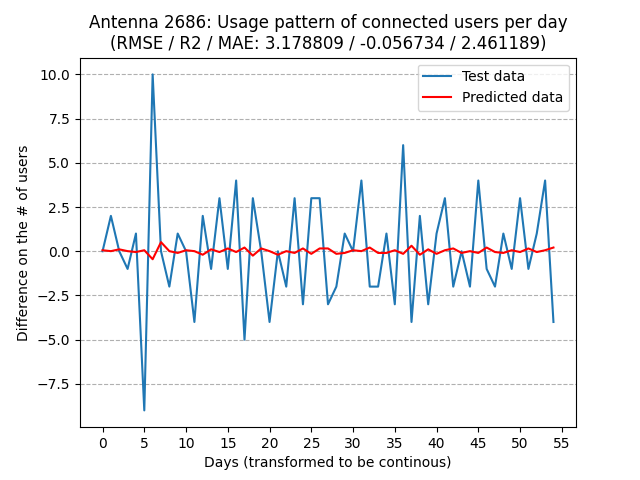 Antenna 2686: Usage pattern of connected users per day
(RMSE / R2 / MAE: 3.178809 / -0.056734 / 2.461189)
Test data
Predicted data
10.0
7.5
5.0
2.5
0.0
−2.5
−5.0
−7.5
Difference on the # of users
0 5 10 15 20 25 30 35 40 45 50 55
Days (transformed to be continous)